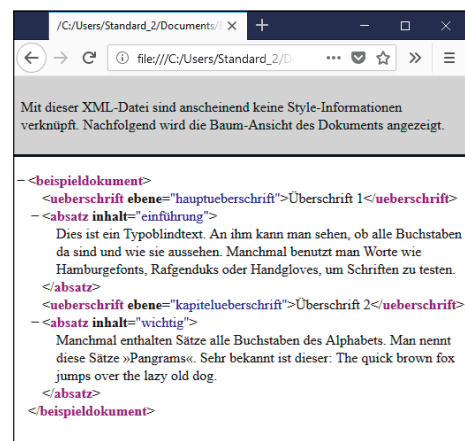 /C:/Users/Standard_2/Documents/
file:///C:/Users/Standard_2/D
Mit dieser XML-Datei sind anscheinend keine Style-Informationen
verknüpft. Nachfolgend wird die Baum-Ansicht des Dokuments angezeigt.
−<beispieldokument>
<ueberschrift ebene="hauptueberschrift">Überschrift 1</ueberschrift>
−<absatz inhalt="einführung">
Dies ist ein Typoblindtext. An ihm kann man sehen, ob alle Buchstaben
da sind und wie sie aussehen. Manchmal benutzt man Worte wie
Hamburgefonts, Rafgenduks oder Handgloves, um Schriften zu testen.
</absatz>
<ueberschrift ebene="kapitelueberschrift">Überschrift 2</ueberschrift>
−<absatz inhalt="wichtig">
Manchmal enthalten Sätze alle Buchstaben des Alphabets. Man nennt
diese Sätze »Pangrams«. Sehr bekannt ist dieser: The quick brown fox
jumps over the lazy old dog.
</absatz>
</beispieldokument>